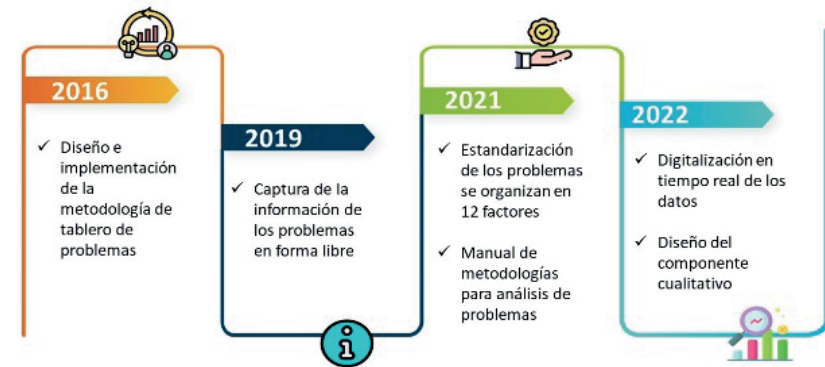 2016
✓ Diseño e
implementación
de la
metodología de
tablero de
problemas
2019
✓ Captura de la
información de
los problemas
en forma libre
2021
✓ Estandarización
de los problemas
se organizan en
12 factores
✓ Manual de
metodologías
para análisis de
problemas
2022
✓ Digitalización en
tiempo real de los
datos
✓ Diseño del
componente
cualitativo